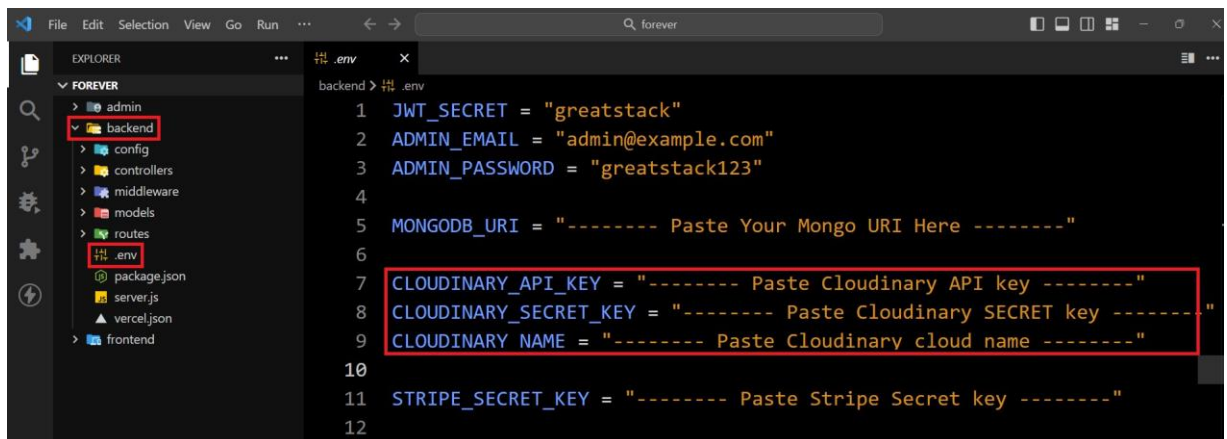 File Edit Selection View Go Run ··· ← → forever
EXPLORER ···
FOREVER
admin
backend
config
controllers
middleware
models
routes
.env
package.json
server.js
vercel.json
frontend
.env ×
backend > .env
1 JWT_SECRET = "greatstack"
2 ADMIN_EMAIL = "admin@example.com"
3 ADMIN_PASSWORD = "greatstack123"
4
5 MONGODB_URI = "-------- Paste Your Mongo URI Here --------"
6
7 CLOUDINARY_API_KEY = "-------- Paste Cloudinary API key --------"
8 CLOUDINARY_SECRET_KEY = "-------- Paste Cloudinary SECRET key --------"
9 CLOUDINARY NAME = "-------- Paste Cloudinary cloud name --------"
10
11 STRIPE_SECRET_KEY = "-------- Paste Stripe Secret key --------"
12